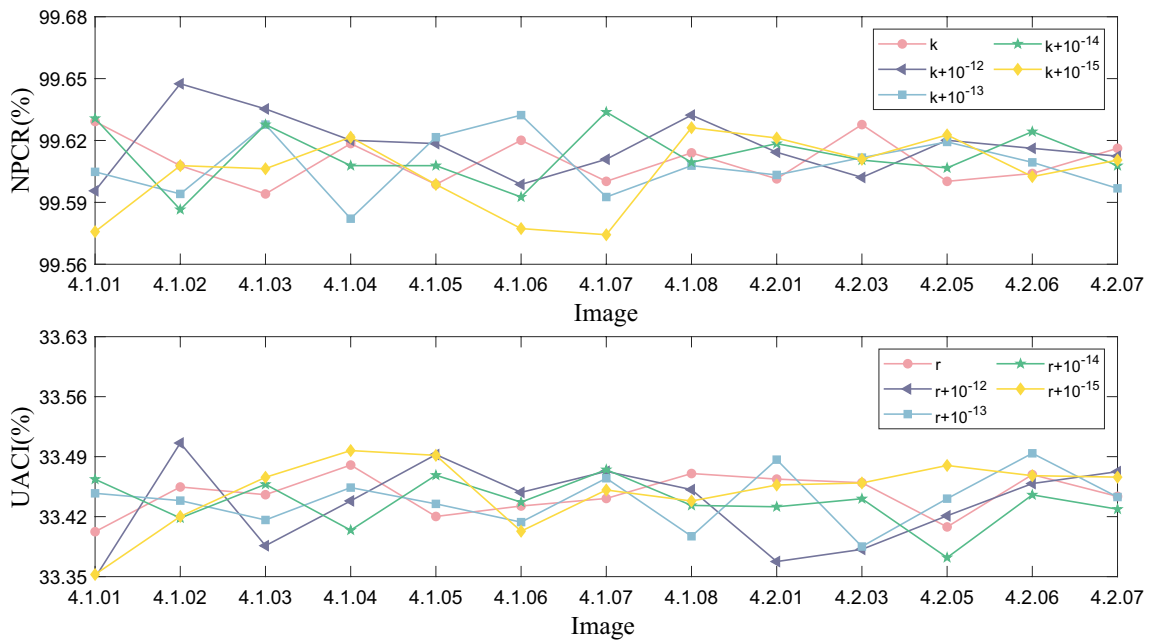 99.68
99.65
99.62
99.59
99.56
NPCR(%)
k
k+10⁻¹²
k+10⁻¹³
k+10⁻¹⁴
k+10⁻¹⁵
4.1.01 4.1.02 4.1.03 4.1.04 4.1.05 4.1.06 4.1.07 4.1.08 4.2.01 4.2.03 4.2.05 4.2.06 4.2.07
Image
33.63
33.56
33.49
33.42
33.35
UACI(%)
r
r+10⁻¹²
r+10⁻¹³
r+10⁻¹⁴
r+10⁻¹⁵
4.1.01 4.1.02 4.1.03 4.1.04 4.1.05 4.1.06 4.1.07 4.1.08 4.2.01 4.2.03 4.2.05 4.2.06 4.2.07
Image